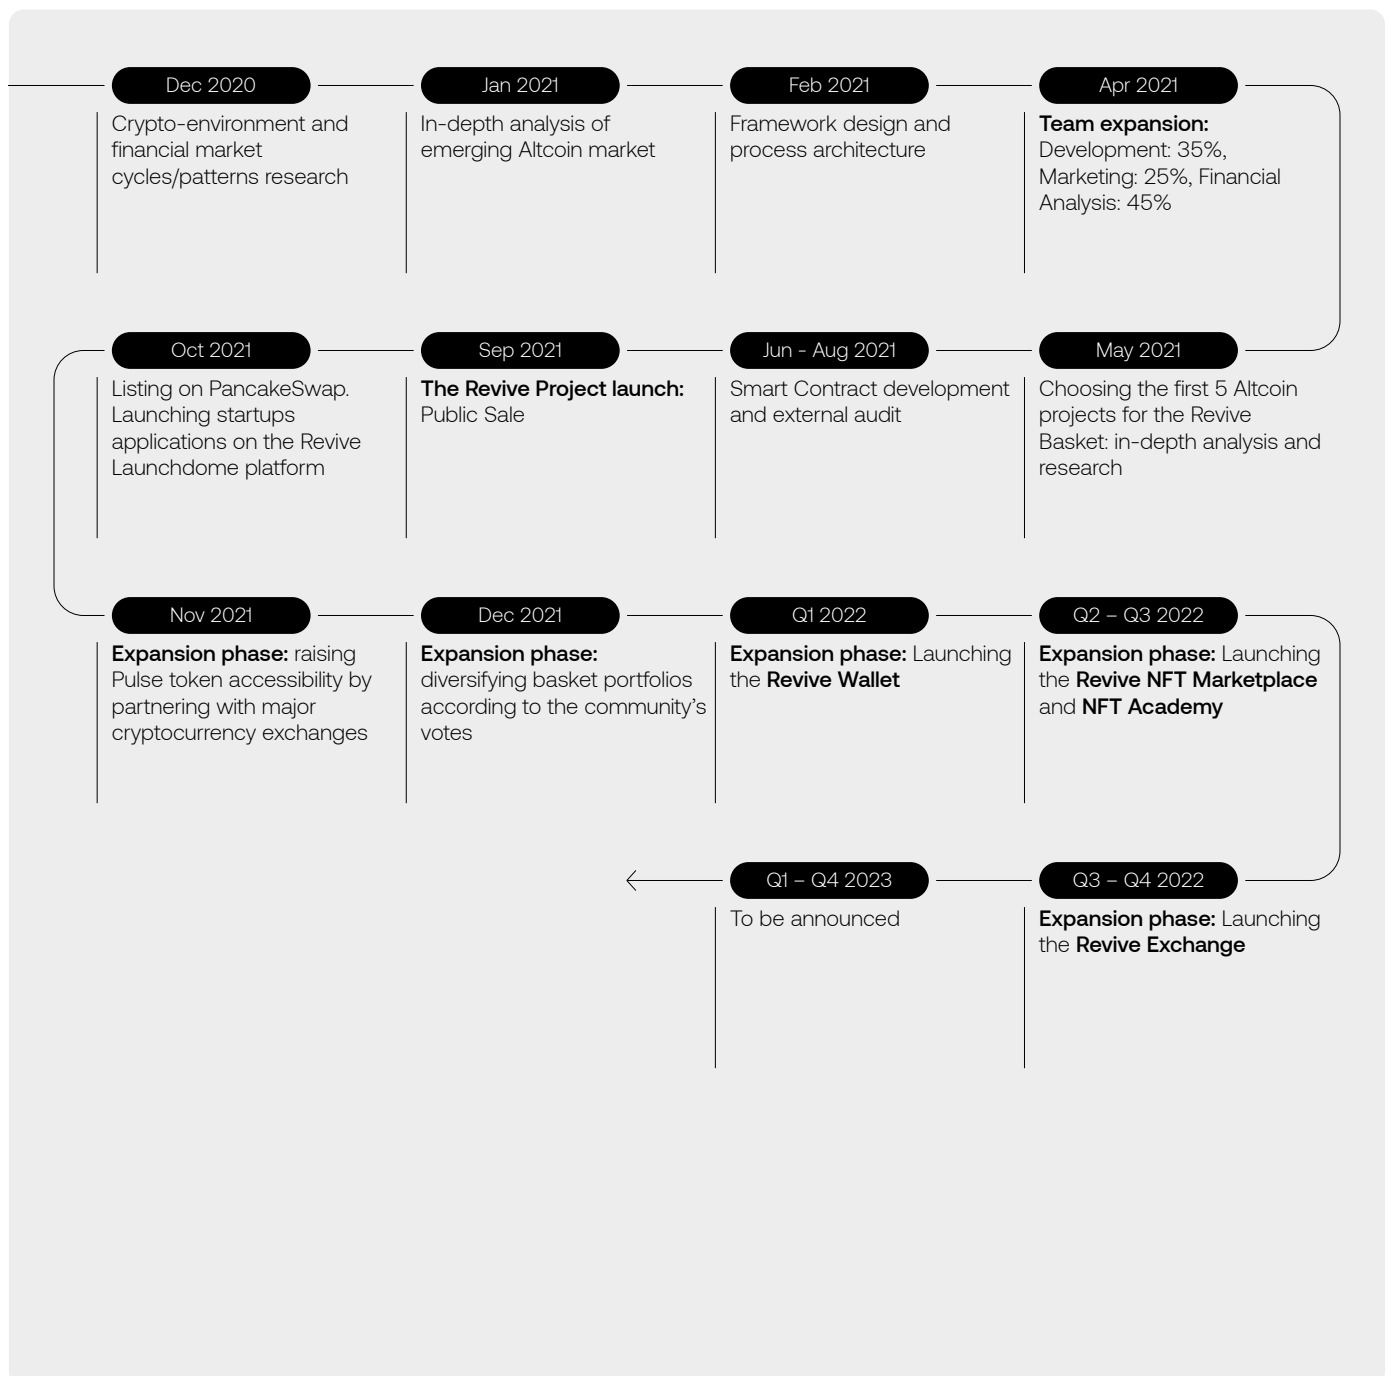 Dec 2020
Crypto-environment and
financial market
cycles/patterns research
Jan 2021
In-depth analysis of
emerging Altcoin market
Feb 2021
Framework design and
process architecture
Apr 2021
Team expansion:
Development: 35%,
Marketing: 25%, Financial
Analysis: 45%
May 2021
Choosing the first 5 Altcoin
projects for the Revive
Basket: in-depth analysis and
research
Jun - Aug 2021
Smart Contract development
and external audit
Sep 2021
The Revive Project launch:
Public Sale
Oct 2021
Listing on PancakeSwap.
Launching startups
applications on the Revive
Launchdome platform
Nov 2021
Expansion phase: raising
Pulse token accessibility by
partnering with major
cryptocurrency exchanges
Dec 2021
Expansion phase:
diversifying basket portfolios
according to the community’s
votes
Q1 2022
Expansion phase: Launching
the Revive Wallet
Q2 – Q3 2022
Expansion phase: Launching
the Revive NFT Marketplace
and NFT Academy
Q3 – Q4 2022
Expansion phase: Launching
the Revive Exchange
Q1 – Q4 2023
To be announced